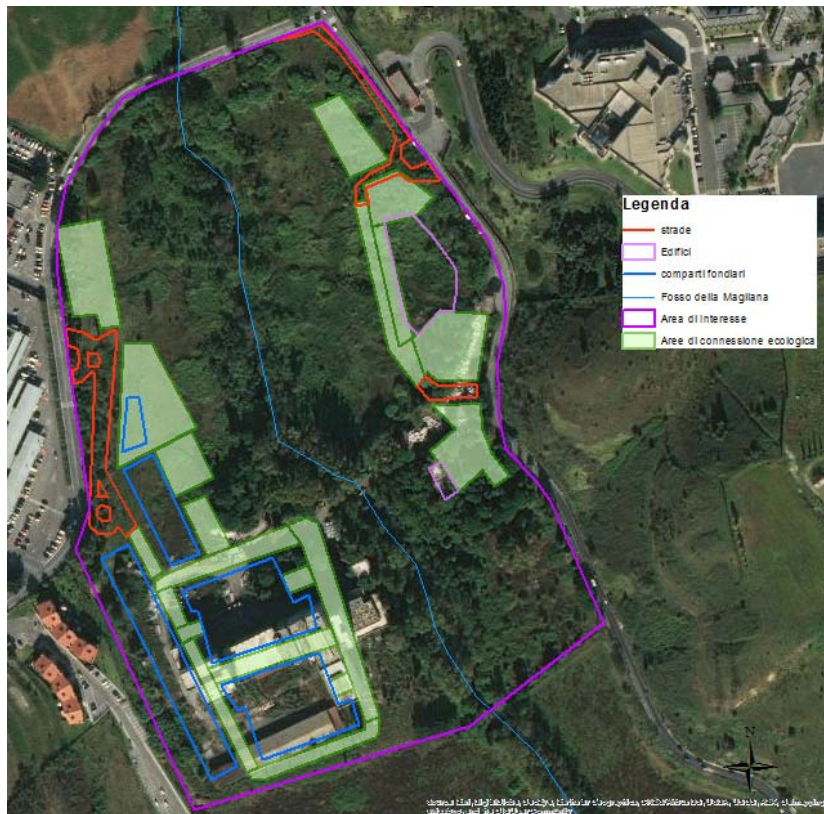 Legenda
strade
Edifici
comparti fondiari
Fosso della Magliana
Area di interesse
Aree di connessione ecologica
N